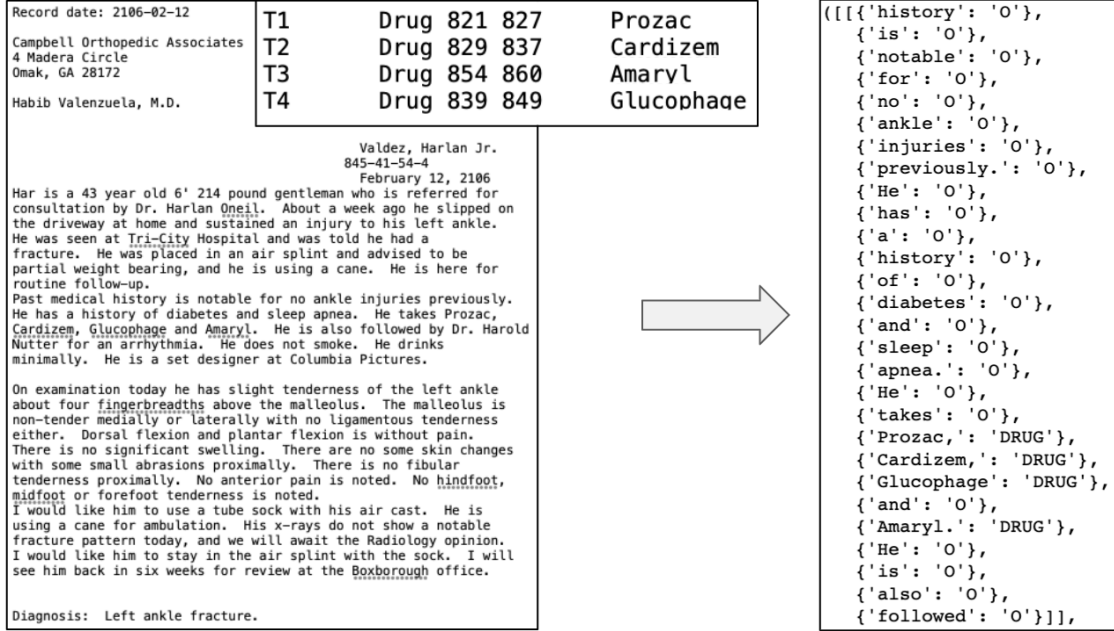 Record date: 2106-02-12
Campbell Orthopedic Associates
4 Madera Circle
Omak, GA 28172
Habib Valenzuela, M.D.
T1 Drug 821 827 Prozac
T2 Drug 829 837 Cardizem
T3 Drug 854 860 Amaryl
T4 Drug 839 849 Glucophage
Valdez, Harlan Jr.
845-41-54-4
February 12, 2106
Har is a 43 year old 6' 214 pound gentleman who is referred for
consultation by Dr. Harlan Oneil.  About a week ago he slipped on
the driveway at home and sustained an injury to his left ankle.
He was seen at Tri-City Hospital and was told he had a
fracture.  He was placed in an air splint and advised to be
partial weight bearing, and he is using a cane.  He is here for
routine follow-up.
Past medical history is notable for no ankle injuries previously.
He has a history of diabetes and sleep apnea.  He takes Prozac,
Cardizem, Glucophage and Amaryl.  He is also followed by Dr. Harold
Nutter for an arrhythmia.  He does not smoke.  He drinks
minimally.  He is a set designer at Columbia Pictures.
On examination today he has slight tenderness of the left ankle
about four fingerbreadths above the malleolus.  The malleolus is
non-tender medially or laterally with no ligamentous tenderness
either.  Dorsal flexion and plantar flexion is without pain.
There is no significant swelling.  There are no some skin changes
with some small abrasions proximally.  There is no fibular
tenderness proximally.  No anterior pain is noted.  No hindfoot,
midfoot or forefoot tenderness is noted.
I would like him to use a tube sock with his air cast.  He is
using a cane for ambulation.  His x-rays do not show a notable
fracture pattern today, and we will await the Radiology opinion.
I would like him to stay in the air splint with the sock.  I will
see him back in six weeks for review at the Boxborough office.
Diagnosis:  Left ankle fracture.
([[{'history': 'O'},
{'is': 'O'},
{'notable': 'O'},
{'for': 'O'},
{'no': 'O'},
{'ankle': 'O'},
{'injuries': 'O'},
{'previously.': 'O'},
{'He': 'O'},
{'has': 'O'},
{'a': 'O'},
{'history': 'O'},
{'of': 'O'},
{'diabetes': 'O'},
{'and': 'O'},
{'sleep': 'O'},
{'apnea.': 'O'},
{'He': 'O'},
{'takes': 'O'},
{'Prozac,': 'DRUG'},
{'Cardizem,': 'DRUG'},
{'Glucophage': 'DRUG'},
{'and': 'O'},
{'Amaryl.': 'DRUG'},
{'He': 'O'},
{'is': 'O'},
{'also': 'O'},
{'followed': 'O'}]],